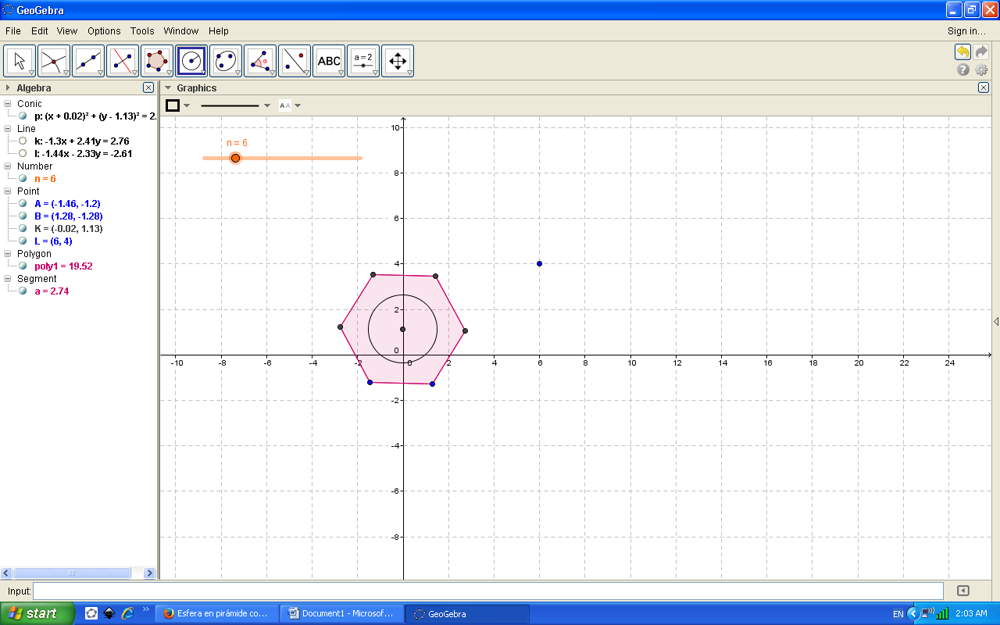 GeoGebra
File Edit View Options Tools Window Help Sign in...
ABC a = 2
Algebra
Graphics
A A
Conic
p: (x + 0.02)² + (y - 1.13)² = 2.
Line
k: -1.3x + 2.41y = 2.76
l: -1.44x - 2.33y = -2.61
Number
n = 6
Point
A = (-1.46, -1.2)
B = (1.28, -1.28)
K = (-0.02, 1.13)
L = (6, 4)
Polygon
poly1 = 19.52
Segment
a = 2.74
n = 6
10
8
6
4
2
0
-10 -8 -6 -4 -2 0 2 4 6 8 10 12 14 16 18 20 22 24
-2
-4
-6
-8
Input:
start Esfera en pirámide co... Document1 - Microsof... GeoGebra EN 2:03 AM